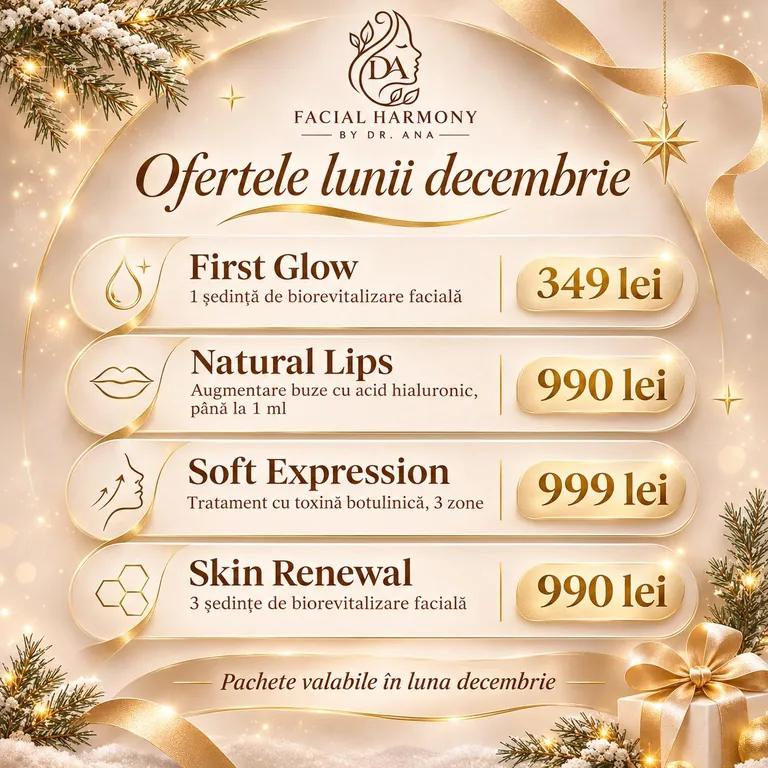 DA
FACIAL HARMONY
BY DR. ANA
Ofertele lunii decembrie
First Glow
1 ședință de biorevitalizare facială
349 lei
Natural Lips
Augmentare buze cu acid hialuronic,
până la 1 ml
990 lei
Soft Expression
Tratament cu toxină botulinică, 3 zone
999 lei
Skin Renewal
3 ședințe de biorevitalizare facială
990 lei
Pachete valabile în luna decembrie